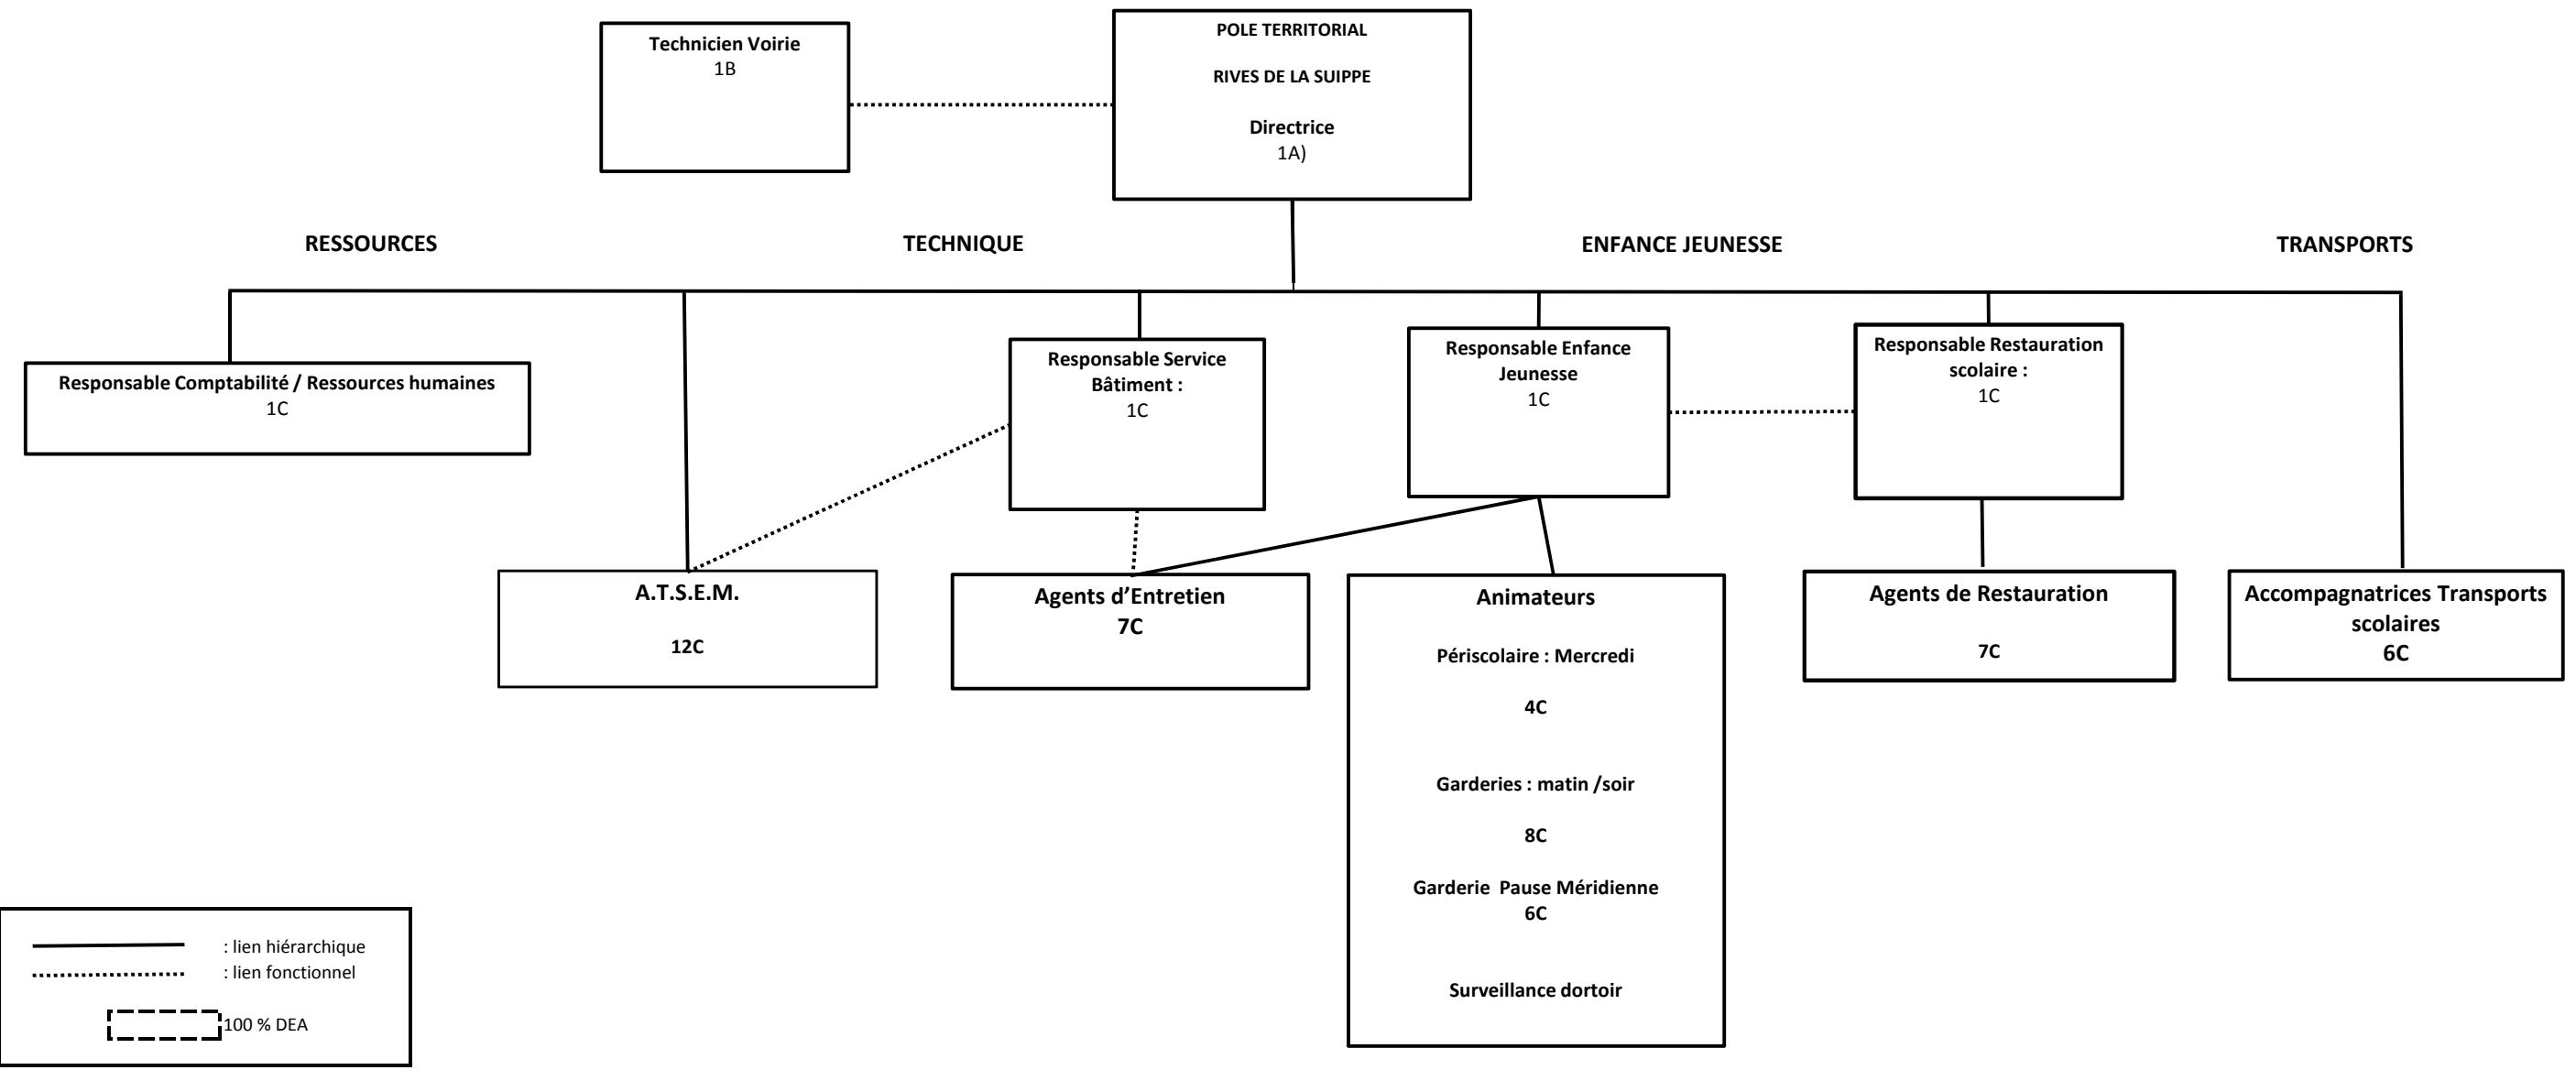 Technicien Voirie
1B
POLE TERRITORIAL
RIVES DE LA SUIPPE
Directrice
1A)
RESSOURCES
TECHNIQUE
ENFANCE JEUNESSE
TRANSPORTS
Responsable Comptabilité / Ressources humaines
1C
Responsable Service
Bâtiment :
1C
Responsable Enfance
Jeunesse
1C
Responsable Restauration
scolaire :
1C
A.T.S.E.M.
12C
Agents d’Entretien
7C
Animateurs
Périscolaire : Mercredi
4C
Garderies : matin /soir
8C
Garderie Pause Méridienne
6C
Surveillance dortoir
Agents de Restauration
7C
Accompagnatrices Transports
scolaires
6C
: lien hiérarchique
: lien fonctionnel
100 % DEA